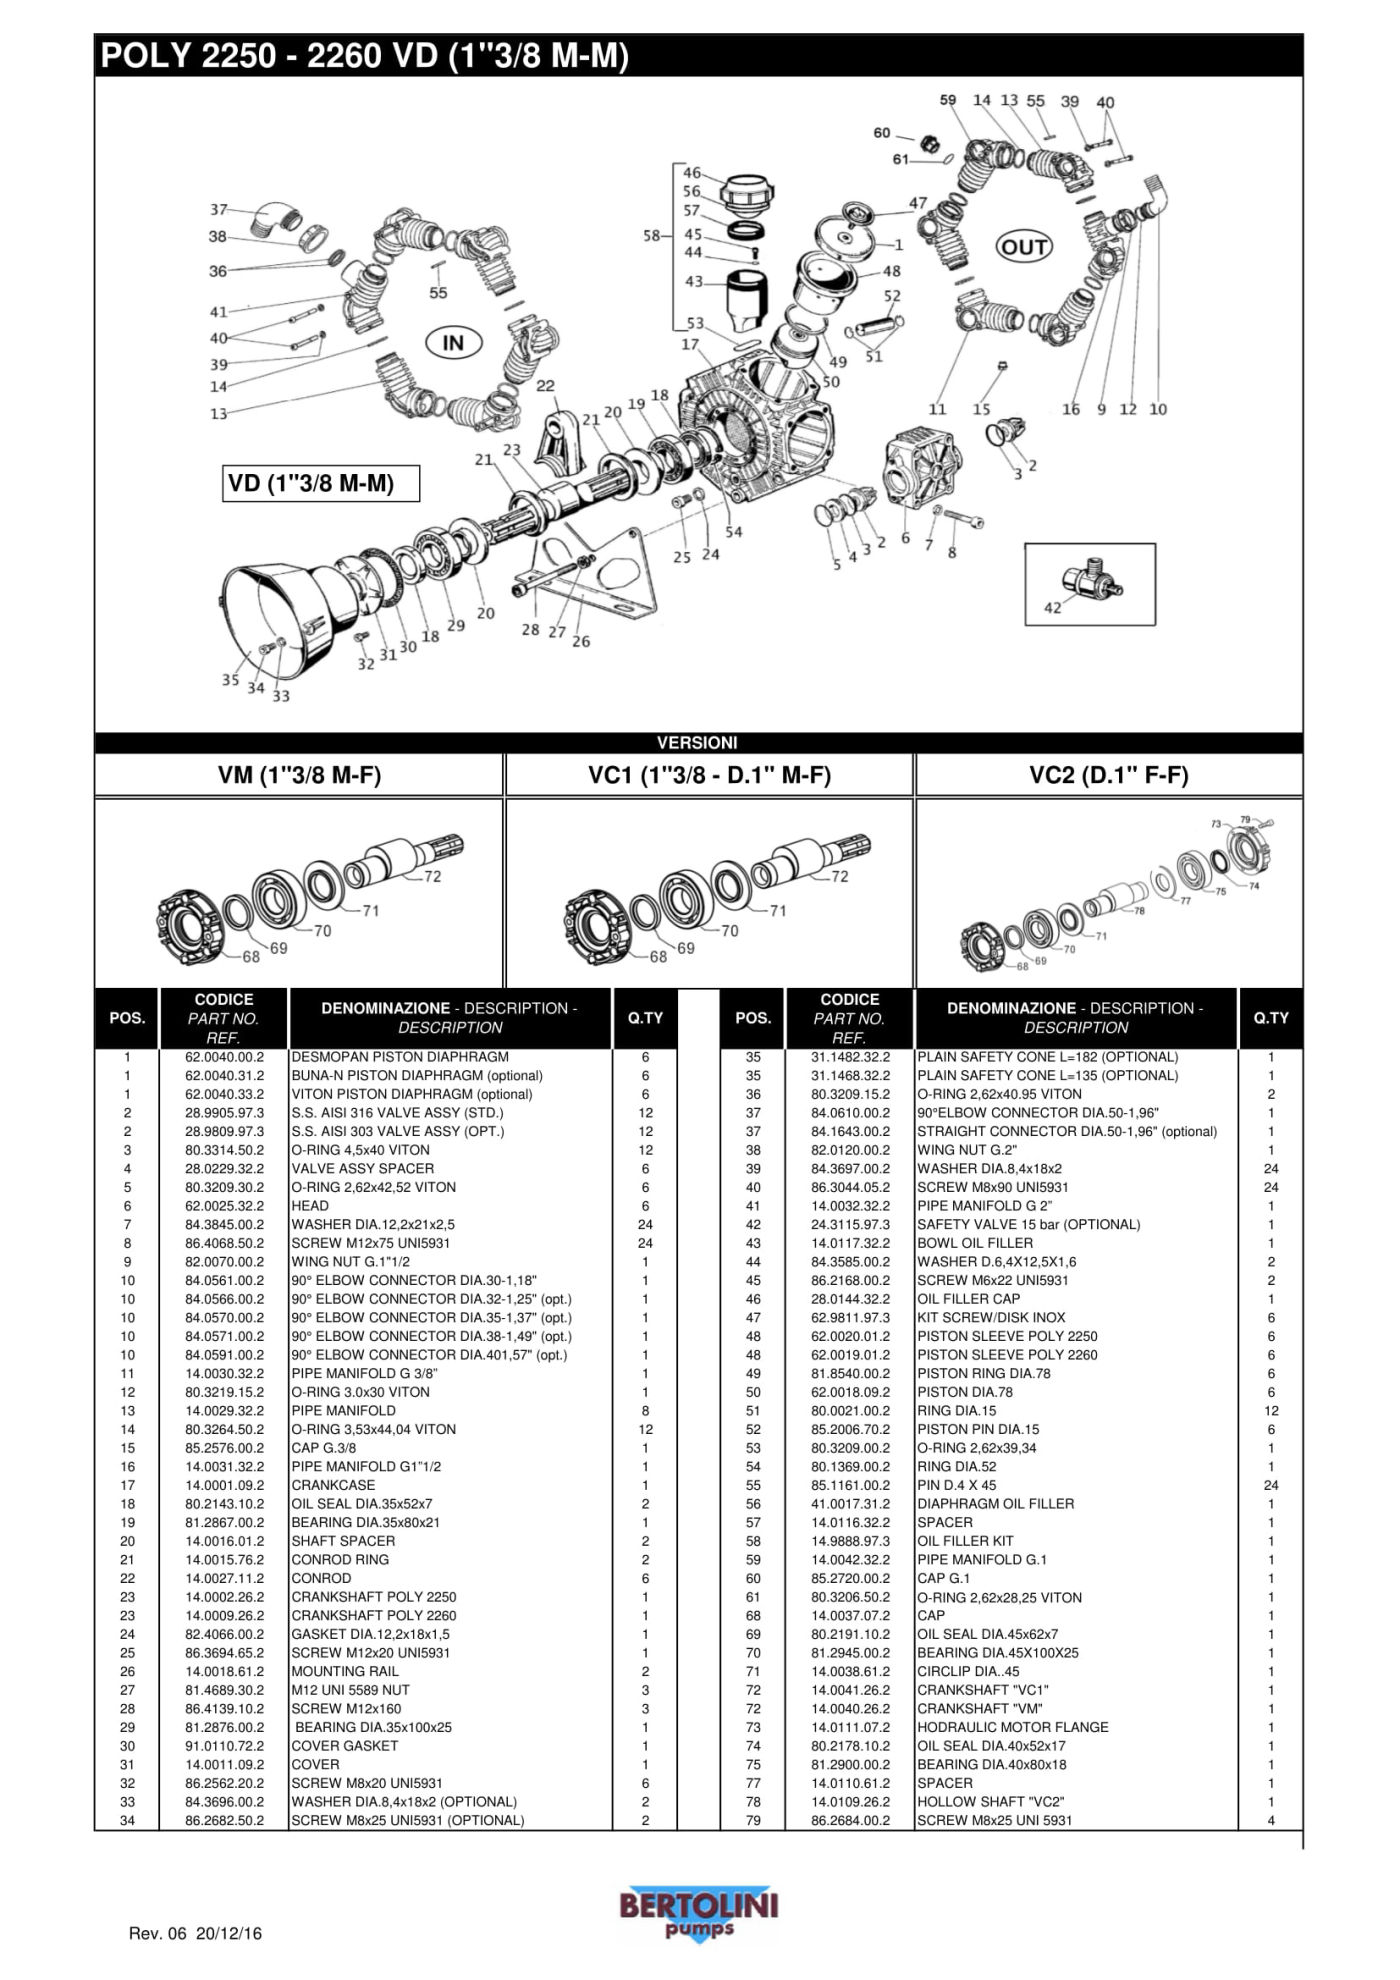 POLY 2250 - 2260 VD (1"3/8 M-M)
59 14 13 55 39 40
60
61
46
56
57
58
45
44
43
53
17
47
1
48
52
51
49
50
OUT
11 15 16 9 12 10
37
38
36
41
40
39
14
13
55
IN
22
21 20 19 18
23
21
VD (1"3/8 M-M)
3 2
54
25 24
5 4 3 2 6 7 8
42
20
29
18
30
31
32
28 27 26
35 34 33
VERSIONI
VM (1"3/8 M-F)
VC1 (1"3/8 - D.1" M-F)
VC2 (D.1" F-F)
72
71
70
69
68
72
71
70
69
68
73 79
74
75
77
78
71
70
69
68
POS. CODICE PART NO. REF. DENOMINAZIONE - DESCRIPTION - DESCRIPTION Q.TY POS. CODICE PART NO. REF. DENOMINAZIONE - DESCRIPTION - DESCRIPTION Q.TY
1 62.0040.00.2 DESMOPAN PISTON DIAPHRAGM 6 35 31.1482.32.2 PLAIN SAFETY CONE L=182 (OPTIONAL) 1
1 62.0040.31.2 BUNA-N PISTON DIAPHRAGM (optional) 6 35 31.1468.32.2 PLAIN SAFETY CONE L=135 (OPTIONAL) 1
1 62.0040.33.2 VITON PISTON DIAPHRAGM (optional) 6 36 80.3209.15.2 O-RING 2,62x40.95 VITON 2
2 28.9905.97.3 S.S. AISI 316 VALVE ASSY (STD.) 12 37 84.0610.00.2 90°ELBOW CONNECTOR DIA.50-1,96" 1
2 28.9809.97.3 S.S. AISI 303 VALVE ASSY (OPT.) 12 37 84.1643.00.2 STRAIGHT CONNECTOR DIA.50-1,96" (optional) 1
3 80.3314.50.2 O-RING 4,5x40 VITON 12 38 82.0120.00.2 WING NUT G.2" 1
4 28.0229.32.2 VALVE ASSY SPACER 6 39 84.3697.00.2 WASHER DIA.8,4x18x2 24
5 80.3209.30.2 O-RING 2,62x42,52 VITON 6 40 86.3044.05.2 SCREW M8x90 UNI5931 24
6 62.0025.32.2 HEAD 6 41 14.0032.32.2 PIPE MANIFOLD G 2" 1
7 84.3845.00.2 WASHER DIA.12,2x21x2,5 24 42 24.3115.97.3 SAFETY VALVE 15 bar (OPTIONAL) 1
8 86.4068.50.2 SCREW M12x75 UNI5931 24 43 14.0117.32.2 BOWL OIL FILLER 1
9 82.0070.00.2 WING NUT G.1"1/2 1 44 84.3585.00.2 WASHER D.6,4X12,5X1,6 2
10 84.0561.00.2 90° ELBOW CONNECTOR DIA.30-1,18" 1 45 86.2168.00.2 SCREW M6x22 UNI5931 2
10 84.0566.00.2 90° ELBOW CONNECTOR DIA.32-1,25" (opt.) 1 46 28.0144.32.2 OIL FILLER CAP 1
10 84.0570.00.2 90° ELBOW CONNECTOR DIA.35-1,37" (opt.) 1 47 62.9811.97.3 KIT SCREW/DISK INOX 6
10 84.0571.00.2 90° ELBOW CONNECTOR DIA.38-1,49" (opt.) 1 48 62.0020.01.2 PISTON SLEEVE POLY 2250 6
10 84.0591.00.2 90° ELBOW CONNECTOR DIA.401,57" (opt.) 1 48 62.0019.01.2 PISTON SLEEVE POLY 2260 6
11 14.0030.32.2 PIPE MANIFOLD G 3/8" 1 49 81.8540.00.2 PISTON RING DIA.78 6
12 80.3219.15.2 O-RING 3.0x30 VITON 1 50 62.0018.09.2 PISTON DIA.78 6
13 14.0029.32.2 PIPE MANIFOLD 8 51 80.0021.00.2 RING DIA.15 12
14 80.3264.50.2 O-RING 3,53x44,04 VITON 12 52 85.2006.70.2 PISTON PIN DIA.15 6
15 85.2576.00.2 CAP G.3/8 1 53 80.3209.00.2 O-RING 2,62x39,34 1
16 14.0031.32.2 PIPE MANIFOLD G1"1/2 1 54 80.1369.00.2 RING DIA.52 1
17 14.0001.09.2 CRANKCASE 1 55 85.1161.00.2 PIN D.4 X 45 24
18 80.2143.10.2 OIL SEAL DIA.35x52x7 2 56 41.0017.31.2 DIAPHRAGM OIL FILLER 1
19 81.2867.00.2 BEARING DIA.35x80x21 1 57 14.0116.32.2 SPACER 1
20 14.0016.01.2 SHAFT SPACER 2 58 14.9888.97.3 OIL FILLER KIT 1
21 14.0015.76.2 CONROD RING 2 59 14.0042.32.2 PIPE MANIFOLD G.1 1
22 14.0027.11.2 CONROD 6 60 85.2720.00.2 CAP G.1 1
23 14.0002.26.2 CRANKSHAFT POLY 2250 1 61 80.3206.50.2 O-RING 2,62x28,25 VITON 1
23 14.0009.26.2 CRANKSHAFT POLY 2260 1 68 14.0037.07.2 CAP 1
24 82.4066.00.2 GASKET DIA.12,2x18x1,5 1 69 80.2191.10.2 OIL SEAL DIA.45x62x7 1
25 86.3694.65.2 SCREW M12x20 UNI5931 1 70 81.2945.00.2 BEARING DIA.45X100X25 1
26 14.0018.61.2 MOUNTING RAIL 2 71 14.0038.61.2 CIRCLIP DIA..45 1
27 81.4689.30.2 M12 UNI 5589 NUT 3 72 14.0041.26.2 CRANKSHAFT "VC1" 1
28 86.4139.10.2 SCREW M12x160 3 72 14.0040.26.2 CRANKSHAFT "VM" 1
29 81.2876.00.2 BEARING DIA.35x100x25 1 73 14.0111.07.2 HODRAULIC MOTOR FLANGE 1
30 91.0110.72.2 COVER GASKET 1 74 80.2178.10.2 OIL SEAL DIA.40x52x17 1
31 14.0011.09.2 COVER 1 75 81.2900.00.2 BEARING DIA.40x80x18 1
32 86.2562.20.2 SCREW M8x20 UNI5931 6 77 14.0110.61.2 SPACER 1
33 84.3696.00.2 WASHER DIA.8,4x18x2 (OPTIONAL) 2 78 14.0109.26.2 HOLLOW SHAFT "VC2" 1
34 86.2682.50.2 SCREW M8x25 UNI5931 (OPTIONAL) 2 79 86.2684.00.2 SCREW M8x25 UNI 5931 4
BERTOLINI
pumps
Rev. 06 20/12/16